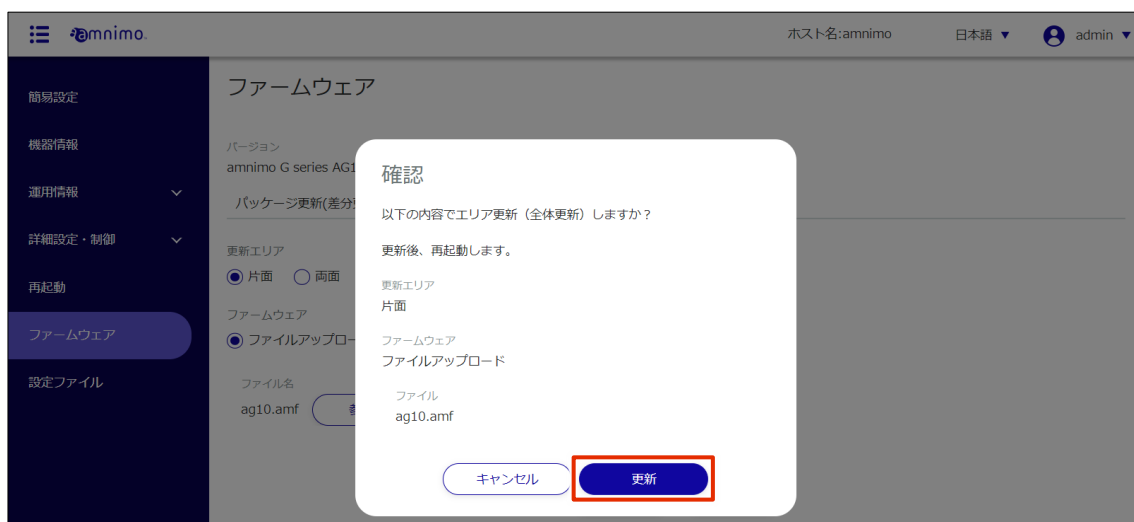 amnimo.
ホスト名:amnimo
日本語 ▼
admin ▼
簡易設定
機器情報
運用情報
詳細設定・制御
再起動
ファームウェア
設定ファイル
ファームウェア
バージョン
amnimo G series AG1
パッケージ更新(差分
更新エリア
片面 両面
ファームウェア
ファイルアップロー
ファイル名
ag10.amf
確認
以下の内容でエリア更新（全体更新）しますか？
更新後、再起動します。
更新エリア
片面
ファームウェア
ファイルアップロード
ファイル
ag10.amf
キャンセル 更新